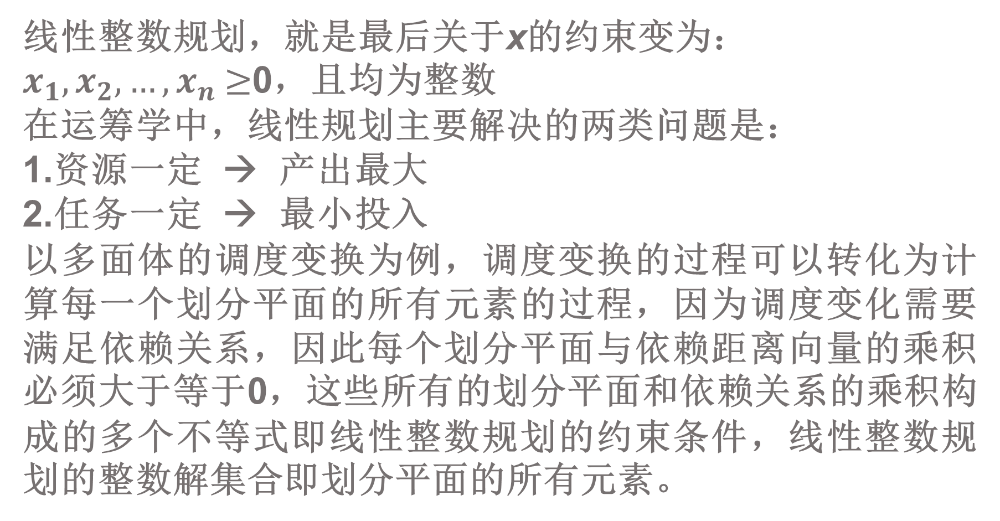 线性整数规划，就是最后关于x的约束变为：
x₁, x₂, …, xₙ ≥0，且均为整数
在运筹学中，线性规划主要解决的两类问题是：
1.资源一定 → 产出最大
2.任务一定 → 最小投入
以多面体的调度变换为例，调度变换的过程可以转化为计
算每一个划分平面的所有元素的过程，因为调度变化需要
满足依赖关系，因此每个划分平面与依赖距离向量的乘积
必须大于等于0，这些所有的划分平面和依赖关系的乘积构
成的多个不等式即线性整数规划的约束条件，线性整数规
划的整数解集合即划分平面的所有元素。